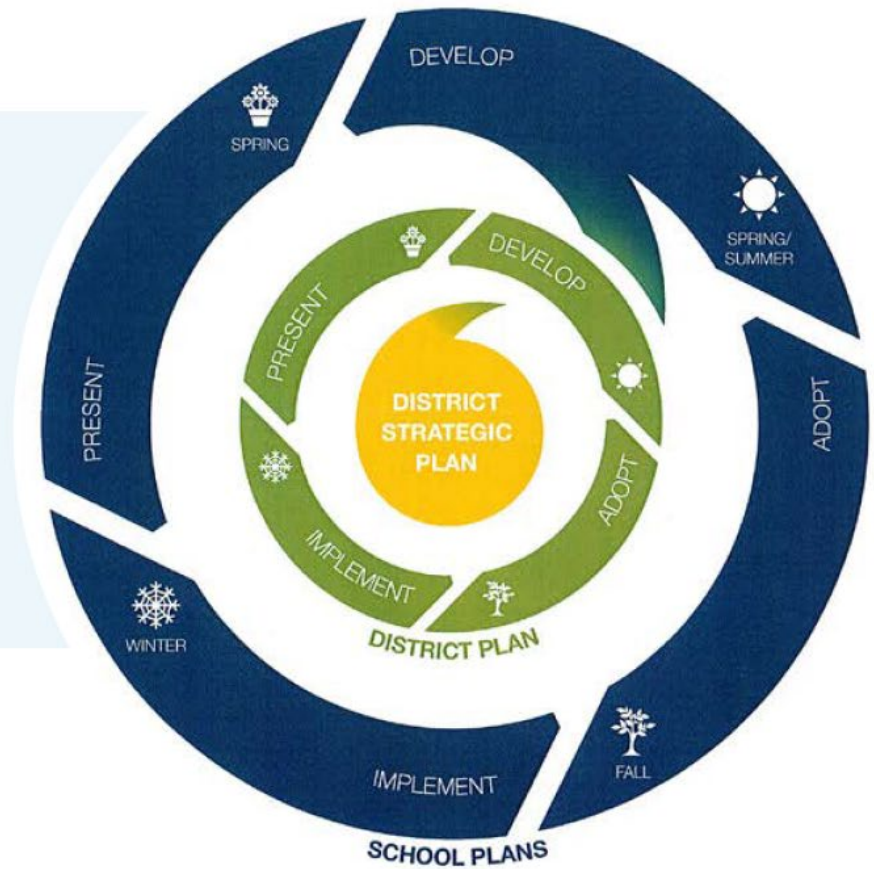 DEVELOP
SPRING
SPRING/
SUMMER
DEVELOP
PRESENT
DISTRICT
STRATEGIC
PLAN
PRESENT
ADOPT
ADOPT
IMPLEMENT
DISTRICT PLAN
WINTER
FALL
IMPLEMENT
SCHOOL PLANS